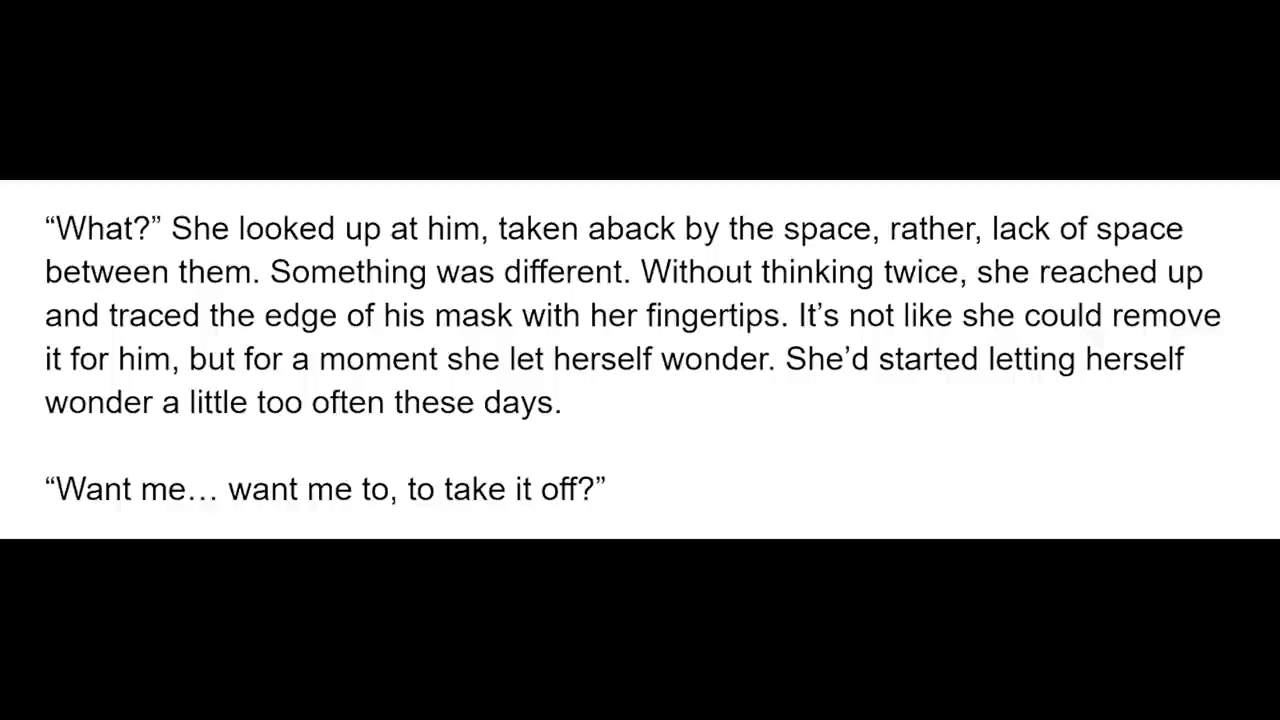 “What?” She looked up at him, taken aback by the space, rather, lack of space
between them. Something was different. Without thinking twice, she reached up
and traced the edge of his mask with her fingertips. It’s not like she could remove
it for him, but for a moment she let herself wonder. She’d started letting herself
wonder a little too often these days.
“Want me… want me to, to take it off?”